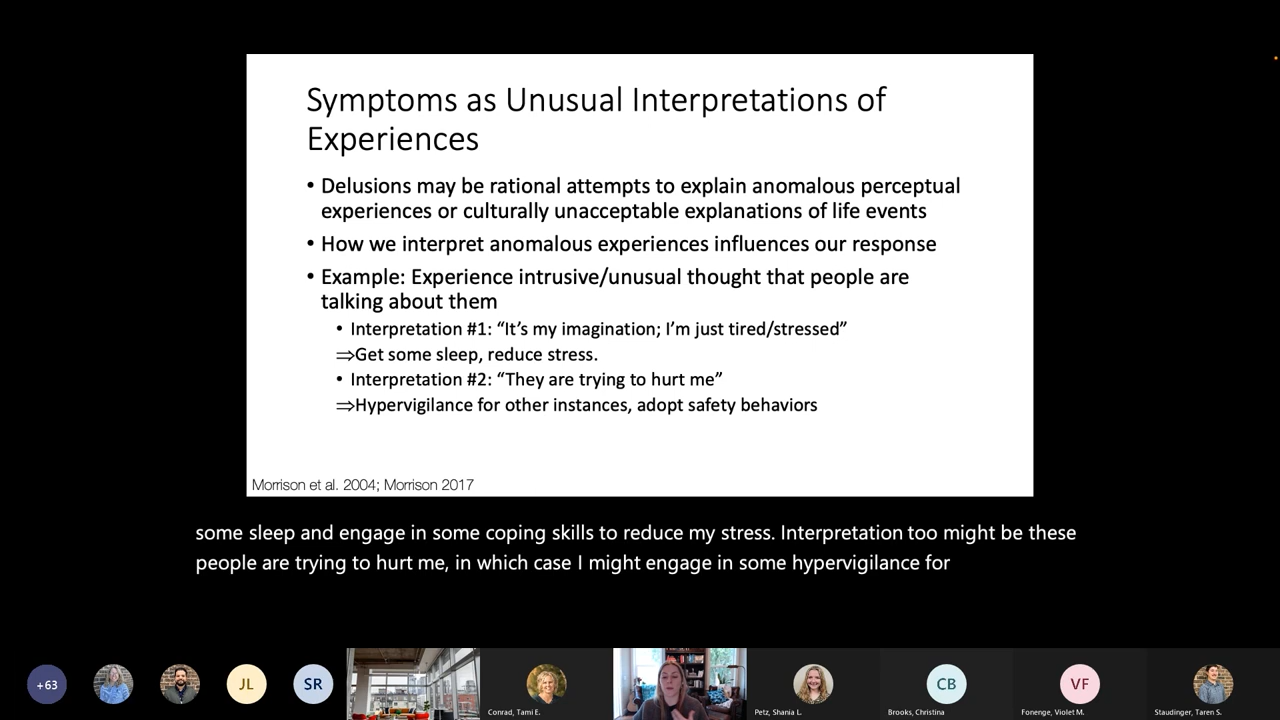 Symptoms as Unusual Interpretations of
Experiences
• Delusions may be rational attempts to explain anomalous perceptual
experiences or culturally unacceptable explanations of life events
• How we interpret anomalous experiences influences our response
• Example: Experience intrusive/unusual thought that people are
talking about them
• Interpretation #1: “It’s my imagination; I’m just tired/stressed”
⇒Get some sleep, reduce stress.
• Interpretation #2: “They are trying to hurt me”
⇒Hypervigilance for other instances, adopt safety behaviors
Morrison et al. 2004; Morrison 2017
some sleep and engage in some coping skills to reduce my stress. Interpretation too might be these
people are trying to hurt me, in which case I might engage in some hypervigilance for
+63
JL
SR
CB
VF
Conrad, Tami E.
Petz, Shania L.
Brooks, Christina
Fonenge, Violet M.
Staudinger, Taren S.